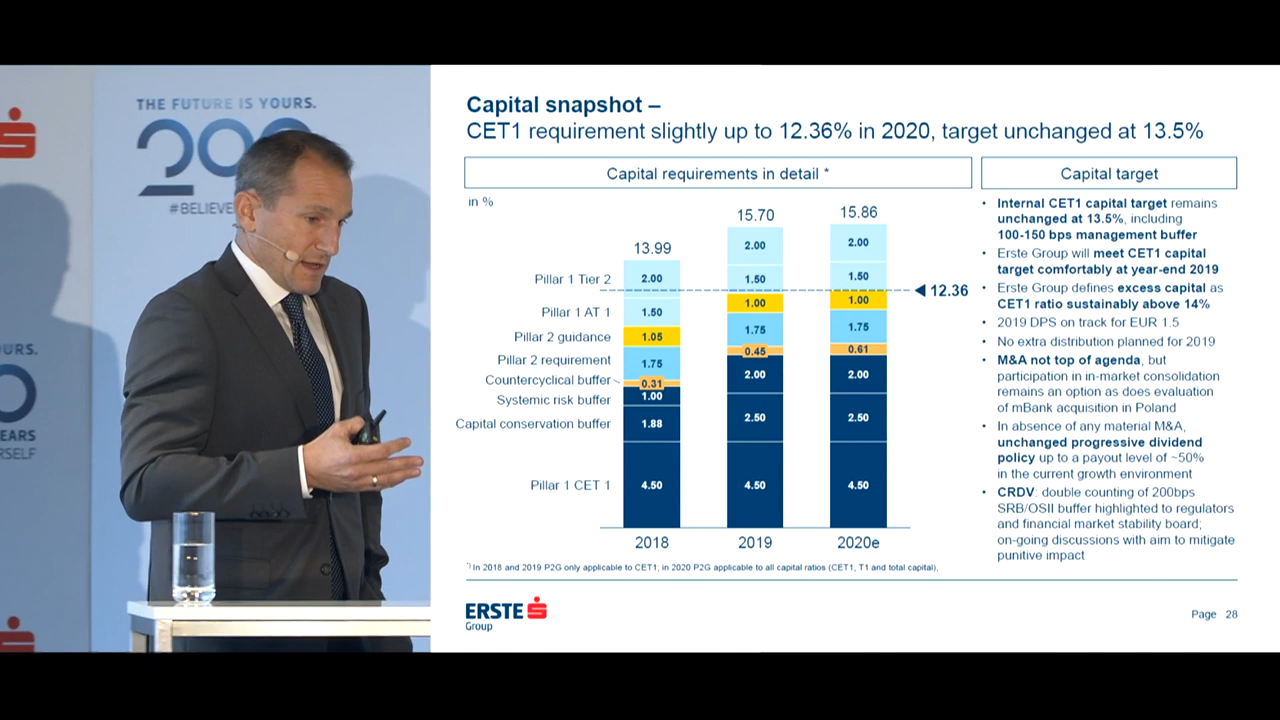 THE FUTURE IS YOURS.
200
#BELIEVE
URS.
EARS
RSELF
Capital snapshot –
CET1 requirement slightly up to 12.36% in 2020, target unchanged at 13.5%
Capital requirements in detail *
in %
13.99
15.70
15.86
2.00
2.00
2.00
Pillar 1 Tier 2
1.50
1.50
1.50
12.36
Pillar 1 AT 1
1.00
1.00
Pillar 2 guidance
1.05
1.75
1.75
Pillar 2 requirement
1.75
0.45
0.61
Countercyclical buffer
0.31
2.00
2.00
Systemic risk buffer
1.00
Capital conservation buffer
1.88
2.50
2.50
Pillar 1 CET 1
4.50
4.50
4.50
2018
2019
2020e
*) In 2018 and 2019 P2G only applicable to CET1; in 2020 P2G applicable to all capital ratios (CET1, T1 and total capital),
Capital target
• Internal CET1 capital target remains
unchanged at 13.5%, including
100-150 bps management buffer
• Erste Group will meet CET1 capital
target comfortably at year-end 2019
• Erste Group defines excess capital as
CET1 ratio sustainably above 14%
• 2019 DPS on track for EUR 1.5
• No extra distribution planned for 2019
• M&A not top of agenda, but
participation in in-market consolidation
remains an option as does evaluation
of mBank acquisition in Poland
• In absence of any material M&A,
unchanged progressive dividend
policy up to a payout level of ~50%
in the current growth environment
• CRDV: double counting of 200bps
SRB/OSII buffer highlighted to regulators
and financial market stability board;
on-going discussions with aim to mitigate
punitive impact
ERSTE
Group
Page 28